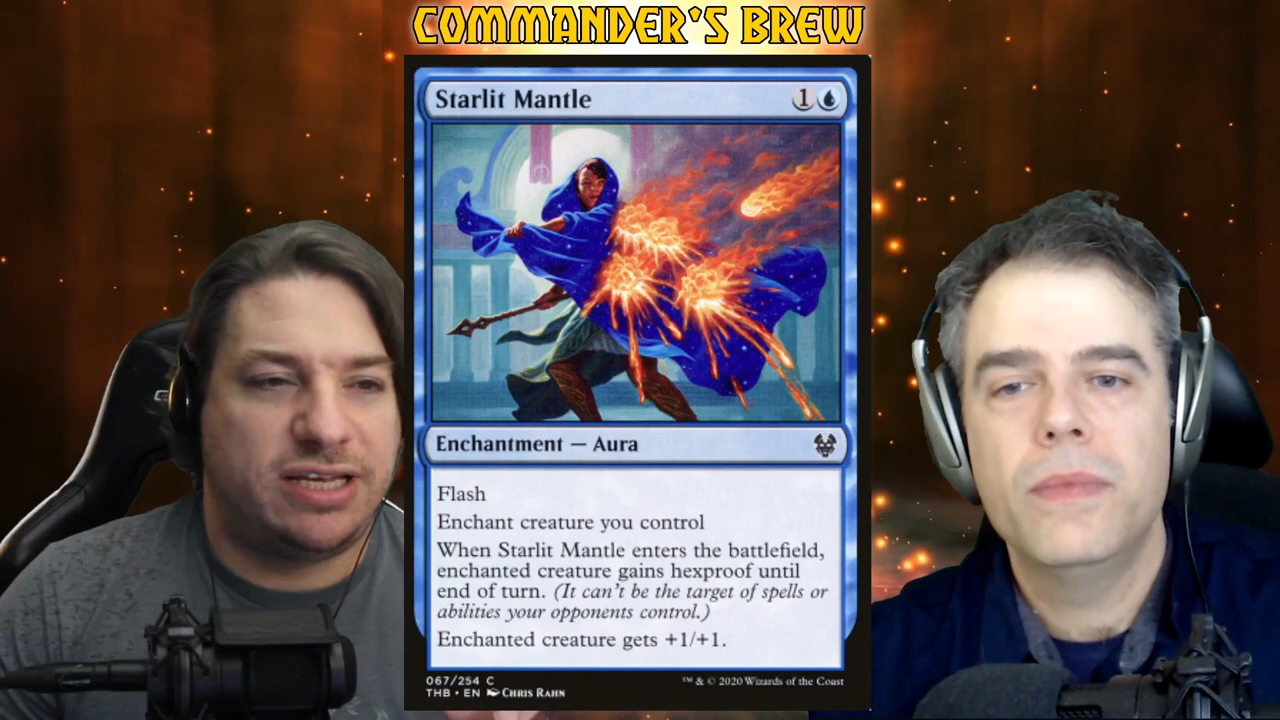 COMMANDER'S BREW
Starlit Mantle 1
Enchantment — Aura
Flash
Enchant creature you control
When Starlit Mantle enters the battlefield,
enchanted creature gains hexproof until
end of turn. (It can't be the target of spells or
abilities your opponents control.)
Enchanted creature gets +1/+1.
067/254 C
THB • EN Chris Rahn
™ & © 2020 Wizards of the Coast